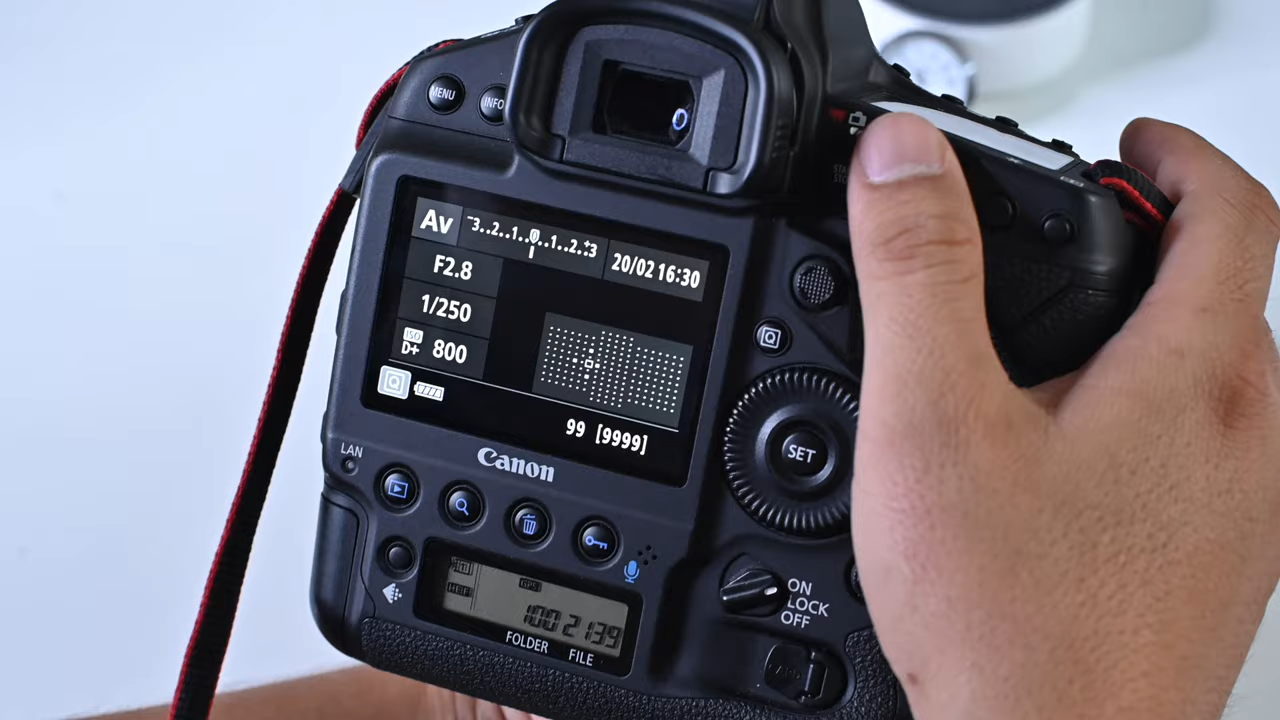 MENU
INFO
Av
-3..2..1..0..1..2..+3
20/02 16:30
F2.8
1/250
ISO
D+ 800
Q
99 [9999]
Q
SET
Canon
LAN
ON
LOCK
OFF
100 2139
FOLDER
FILE